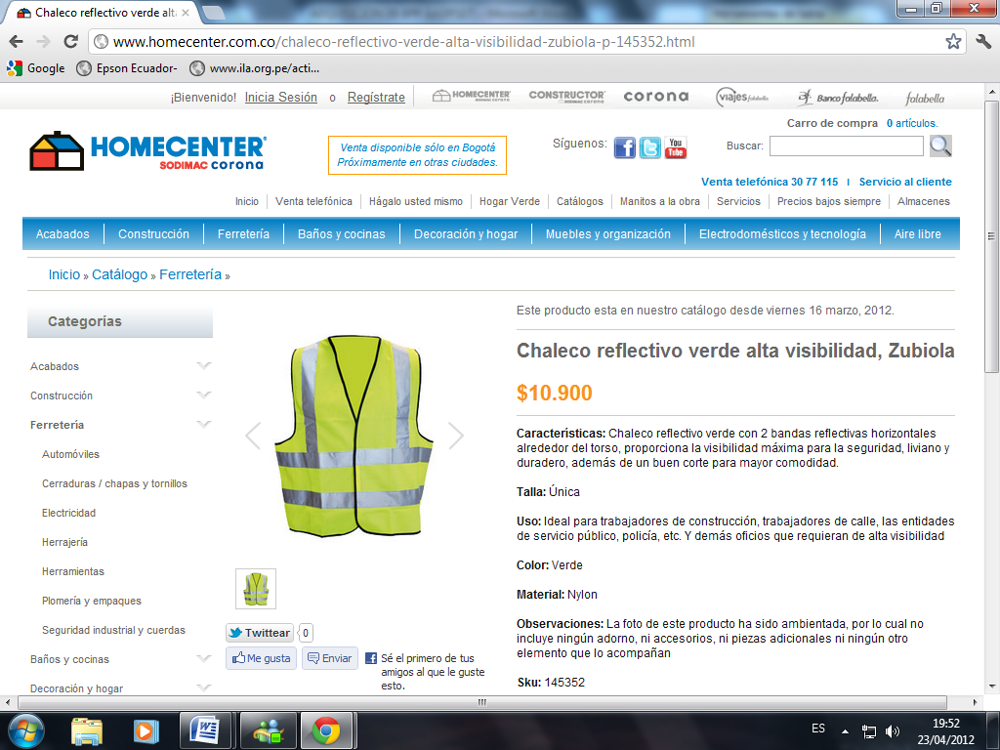 Chaleco reflectivo verde alt
www.homecenter.com.co/chaleco-reflectivo-verde-alta-visibilidad-zubiola-p-145352.html
Google Epson Ecuador- www.ila.org.pe/acti...
¡Bienvenido! Inicia Sesión o Regístrate HOMECENTER CONSTRUCTOR corona viajes falabella Banco falabella. falabella
Carro de compra 0 artículos.
HOMECENTER
SODIMAC corona
Venta disponible sólo en Bogotá
Próximamente en otras ciudades.
Síguenos: You Tube
Buscar:
Venta telefónica 30 77 115 I Servicio al cliente
Inicio Venta telefónica Hágalo usted mismo Hogar Verde Catálogos Manitos a la obra Servicios Precios bajos siempre Almacenes
Acabados Construcción Ferretería Baños y cocinas Decoración y hogar Muebles y organización Electrodomésticos y tecnología Aire libre
Inicio » Catálogo » Ferretería »
Categorías
Acabados
Construcción
Ferretería
Automóviles
Cerraduras / chapas y tornillos
Electricidad
Herrajería
Herramientas
Plomería y empaques
Seguridad industrial y cuerdas
Baños y cocinas
Decoración y hogar
Twittear 0
Me gusta Enviar Sé el primero de tus
amigos al que le guste
esto.
Este producto esta en nuestro catálogo desde viernes 16 marzo, 2012.
Chaleco reflectivo verde alta visibilidad, Zubiola
$10.900
Características: Chaleco reflectivo verde con 2 bandas reflectivas horizontales
alrededor del torso, proporciona la visibilidad máxima para la seguridad, liviano y
duradero, además de un buen corte para mayor comodidad.
Talla: Única
Uso: Ideal para trabajadores de construcción, trabajadores de calle, las entidades
de servicio público, policía, etc. Y demás oficios que requieran de alta visibilidad
Color: Verde
Material: Nylon
Observaciones: La foto de este producto ha sido ambientada, por lo cual no
incluye ningún adorno, ni accesorios, ni piezas adicionales ni ningún otro
elemento que lo acompañan
Sku: 145352
ES
19:52
23/04/2012